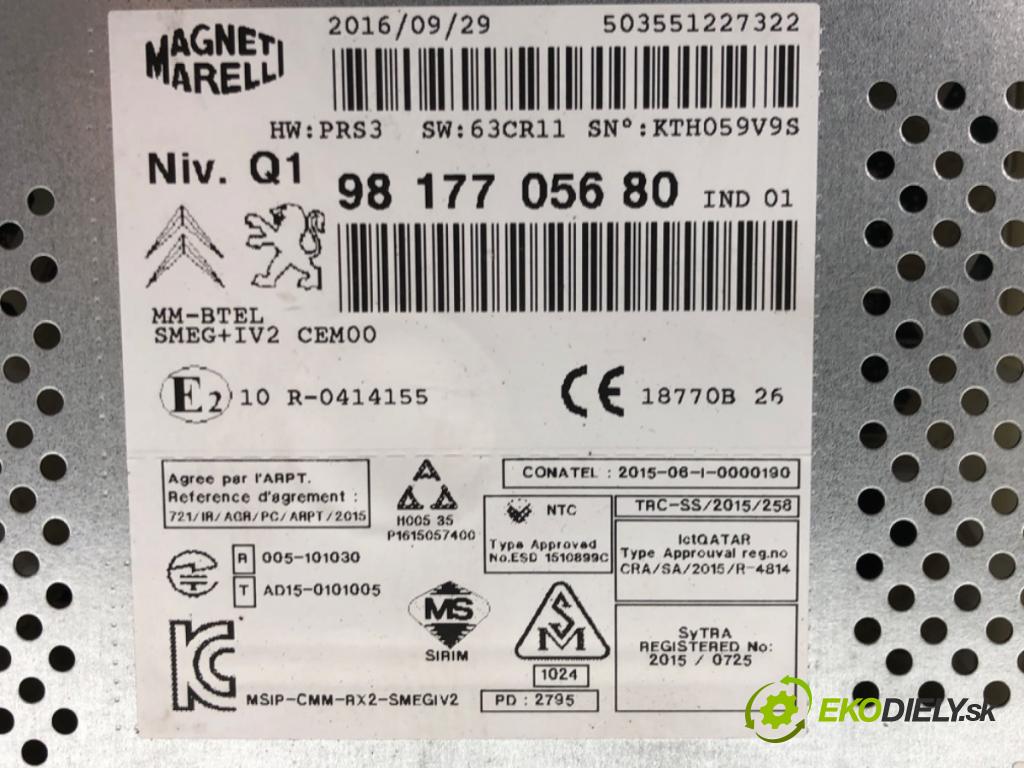 MAGNETI
MARELLI
2016/09/29 503551227322
HW:PRS3 SW:63CR11 SN°:KTH059V9S
Niv. Q1
98 177 056 80 IND 01
MM-BTEL
SMEG+IV2 CEM00
E2 10 R-0414155
CE 18770B 26
Agree par l'ARPT.
Reference d'agrement :
721/IR/AGR/PC/ARPT/2015
H005 35
P1615057400
CONATEL : 2015-06-I-0000190
NTC
Type Approved
No.ESD 1510899C
TRC-SS/2015/258
IctQATAR
Type Approuval reg.no
CRA/SA/2015/R-4814
R 005-101030
T AD15-0101005
MS
SIRIM
SM
1024
PD : 2795
SyTRA
REGISTERED No:
2015 / 0725
KC
MSIP-CMM-RX2-SMEGIV2
EKODIELY.sk